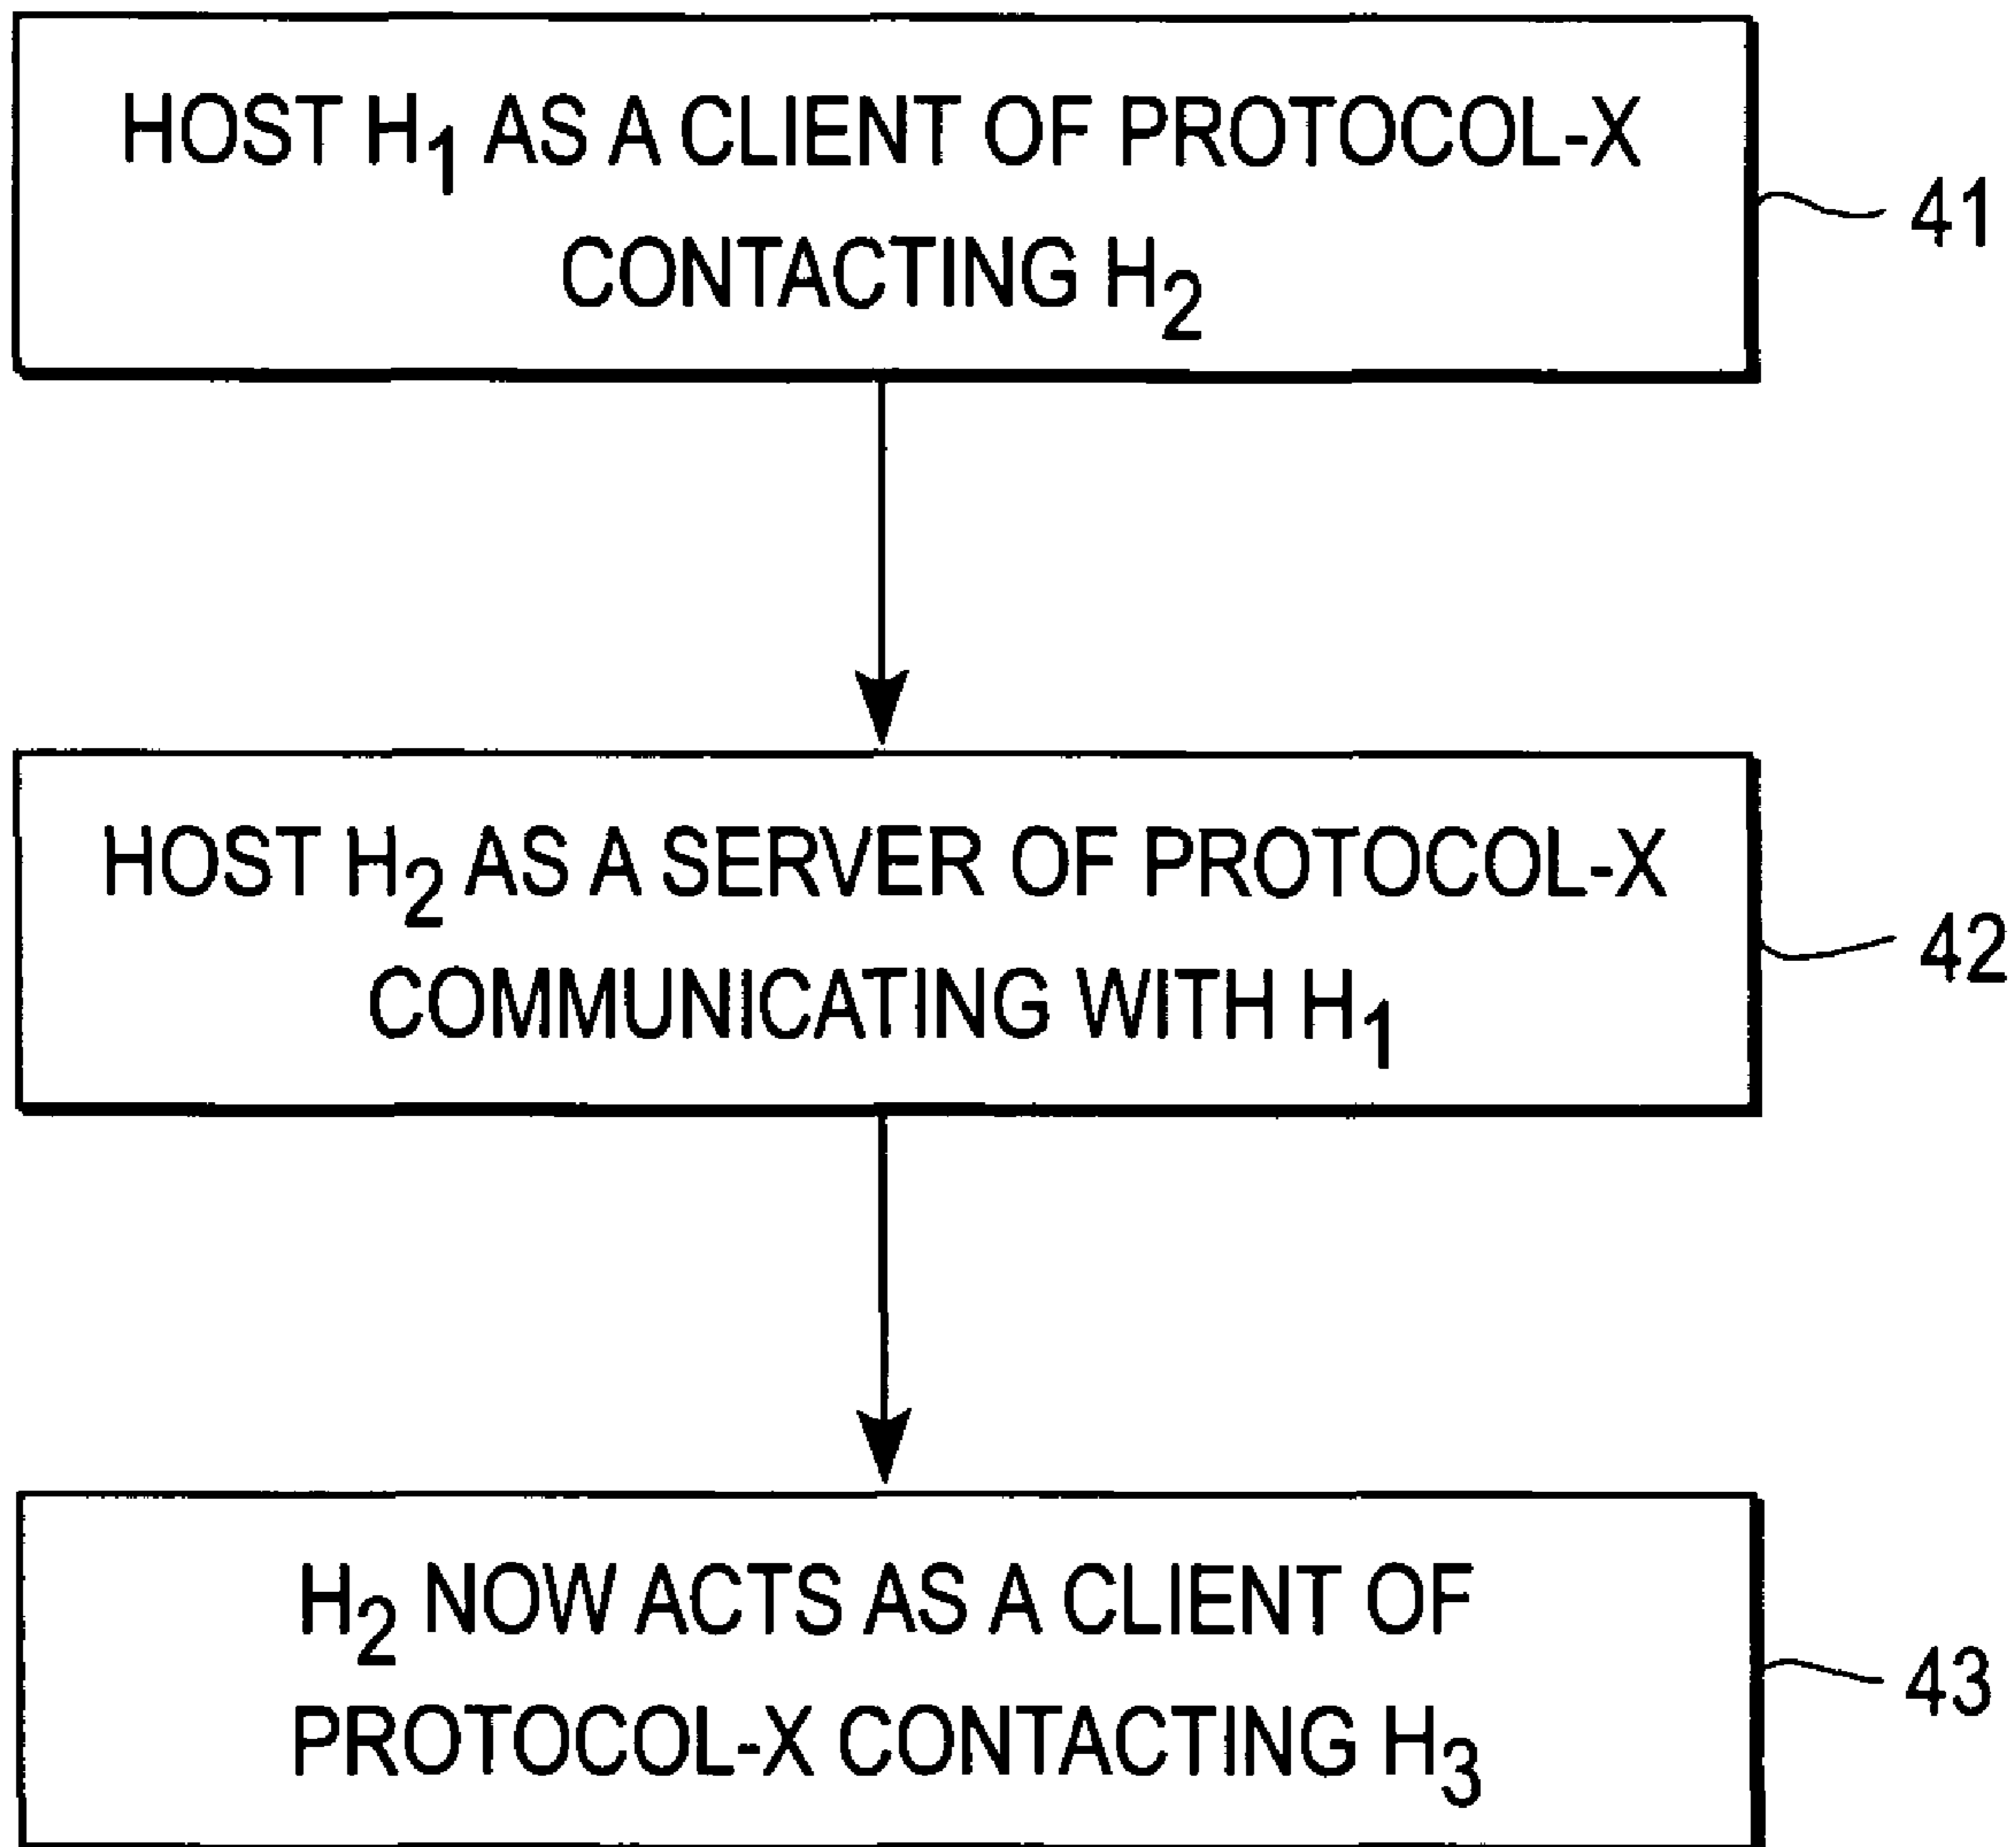 HOST H₁ AS A CLIENT OF PROTOCOL-X
CONTACTING H₂
41
HOST H₂ AS A SERVER OF PROTOCOL-X
COMMUNICATING WITH H₁
42
H₂ NOW ACTS AS A CLIENT OF
PROTOCOL-X CONTACTING H₃
43